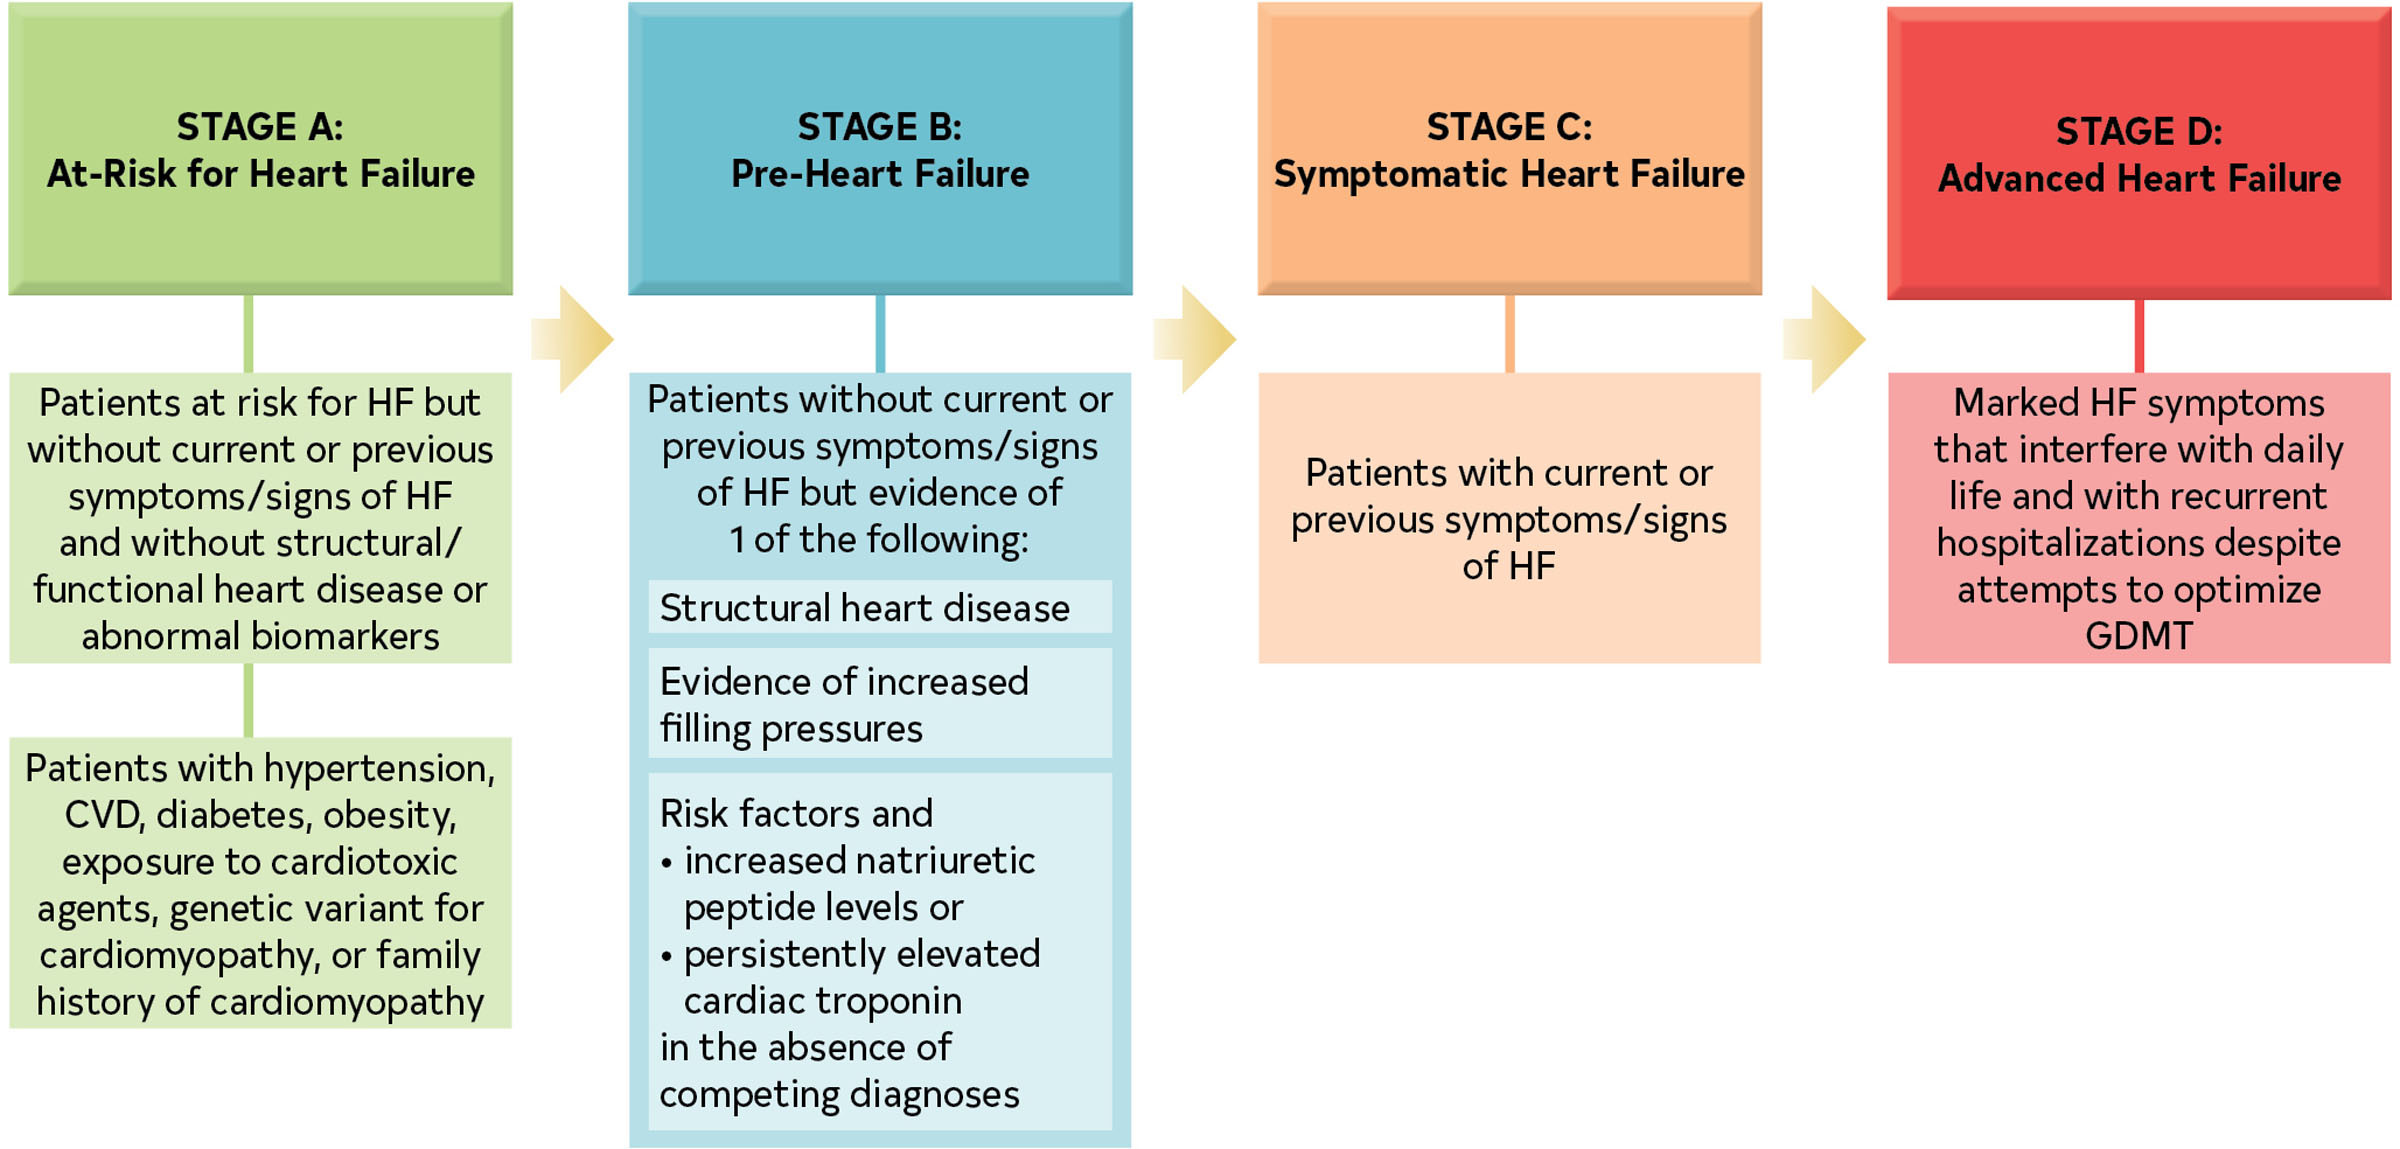 STAGE A:
At-Risk for Heart Failure
Patients at risk for HF but
without current or previous
symptoms/signs of HF
and without structural/
functional heart disease or
abnormal biomarkers
Patients with hypertension,
CVD, diabetes, obesity,
exposure to cardiotoxic
agents, genetic variant for
cardiomyopathy, or family
history of cardiomyopathy
STAGE B:
Pre-Heart Failure
Patients without current or
previous symptoms/signs
of HF but evidence of
1 of the following:
Structural heart disease
Evidence of increased
filling pressures
Risk factors and
• increased natriuretic
peptide levels or
• persistently elevated
cardiac troponin
in the absence of
competing diagnoses
STAGE C:
Symptomatic Heart Failure
Patients with current or
previous symptoms/signs
of HF
STAGE D:
Advanced Heart Failure
Marked HF symptoms
that interfere with daily
life and with recurrent
hospitalizations despite
attempts to optimize
GDMT